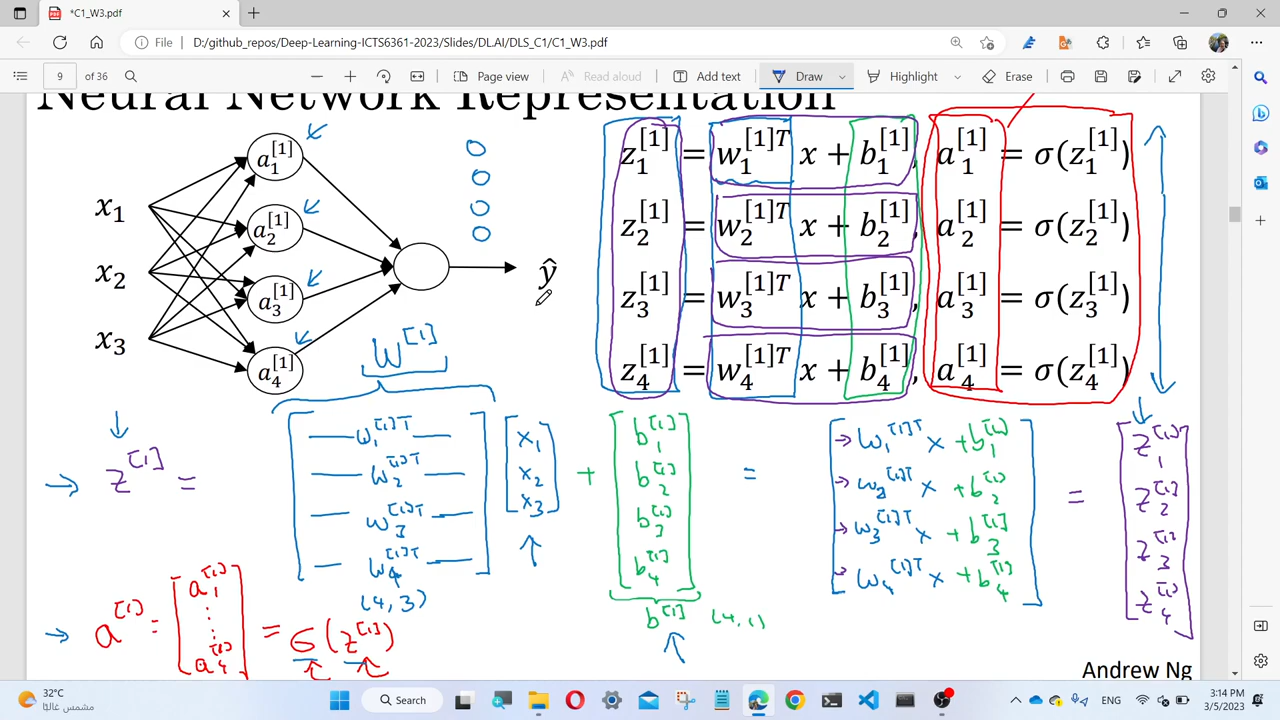 *C1_W3.pdf
File D:/github_repos/Deep-Learning-ICTS6361-2023/Slides/DL.AI/DLS_C1/C1_W3.pdf
9 of 36 Page view Read aloud Add text Draw Highlight Erase
Neural Network Representation
x₁
x₂
x₃
a₁^[1]
a₂^[1]
a₃^[1]
a₄^[1]
ŷ
z₁^[1] = w₁^[1]T x + b₁^[1], a₁^[1] = σ(z₁^[1])
z₂^[1] = w₂^[1]T x + b₂^[1], a₂^[1] = σ(z₂^[1])
z₃^[1] = w₃^[1]T x + b₃^[1], a₃^[1] = σ(z₃^[1])
z₄^[1] = w₄^[1]T x + b₄^[1], a₄^[1] = σ(z₄^[1])
W^[1]
→ z^[1] =
w₁^[1]T
w₂^[1]T
w₃^[1]T
w₄^[1]T
(4,3)
x₁
x₂
x₃
+
b₁^[1]
b₂^[1]
b₃^[1]
b₄^[1]
b^[1] (4,1)
=
→ w₁^[1]T x + b₁^[1]
→ w₂^[1]T x + b₂^[1]
→ w₃^[1]T x + b₃^[1]
→ w₄^[1]T x + b₄^[1]
=
z₁^[1]
z₂^[1]
z₃^[1]
z₄^[1]
→ a^[1] = [a₁^[1] ⋮ a₄^[1]] = σ(z^[1])
Andrew Ng
32°C
مشمس غالبًا
Search
ENG
3:14 PM
3/5/2023